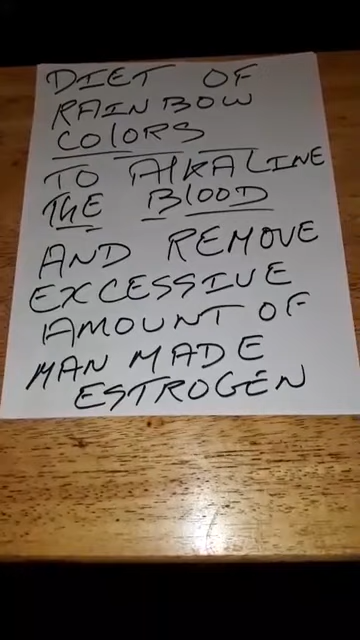 DIET OF
RAINBOW
COLORS
TO AlKALINE
THE BlOOD
AND REMOVE
EXCESSIVE
AMOUNT OF
MAN MADE
ESTROGEN